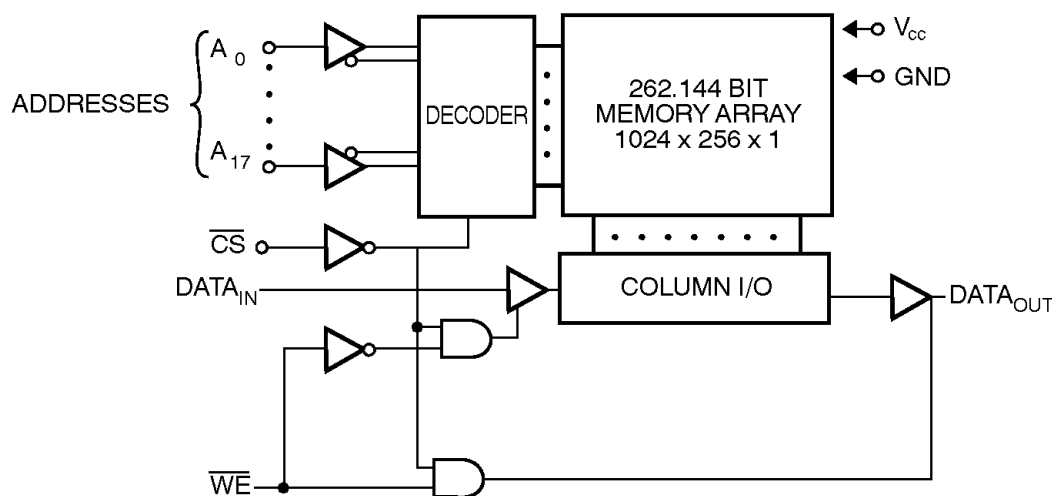 A0
ADDRESSES
A17
DECODER
262.144 BIT
MEMORY ARRAY
1024 x 256 x 1
Vcc
GND
CS
DATAIN
COLUMN I/O
DATAOUT
WE